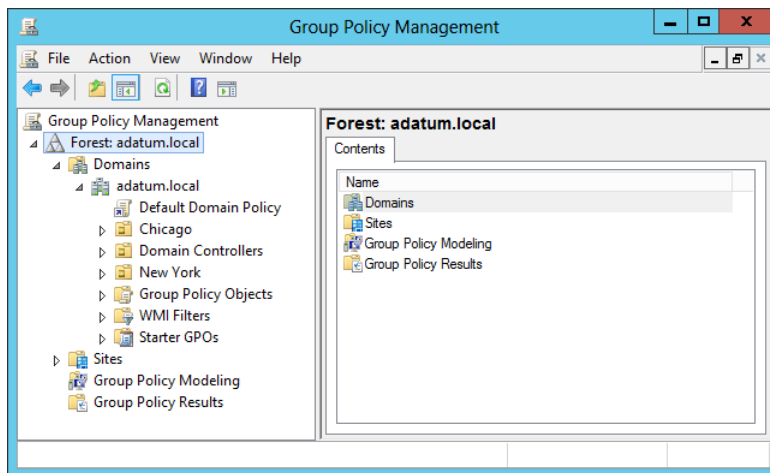 Group Policy Management
File Action View Window Help
Group Policy Management
Forest: adatum.local
Domains
adatum.local
Default Domain Policy
Chicago
Domain Controllers
New York
Group Policy Objects
WMI Filters
Starter GPOs
Sites
Group Policy Modeling
Group Policy Results
Forest: adatum.local
Contents
Name
Domains
Sites
Group Policy Modeling
Group Policy Results